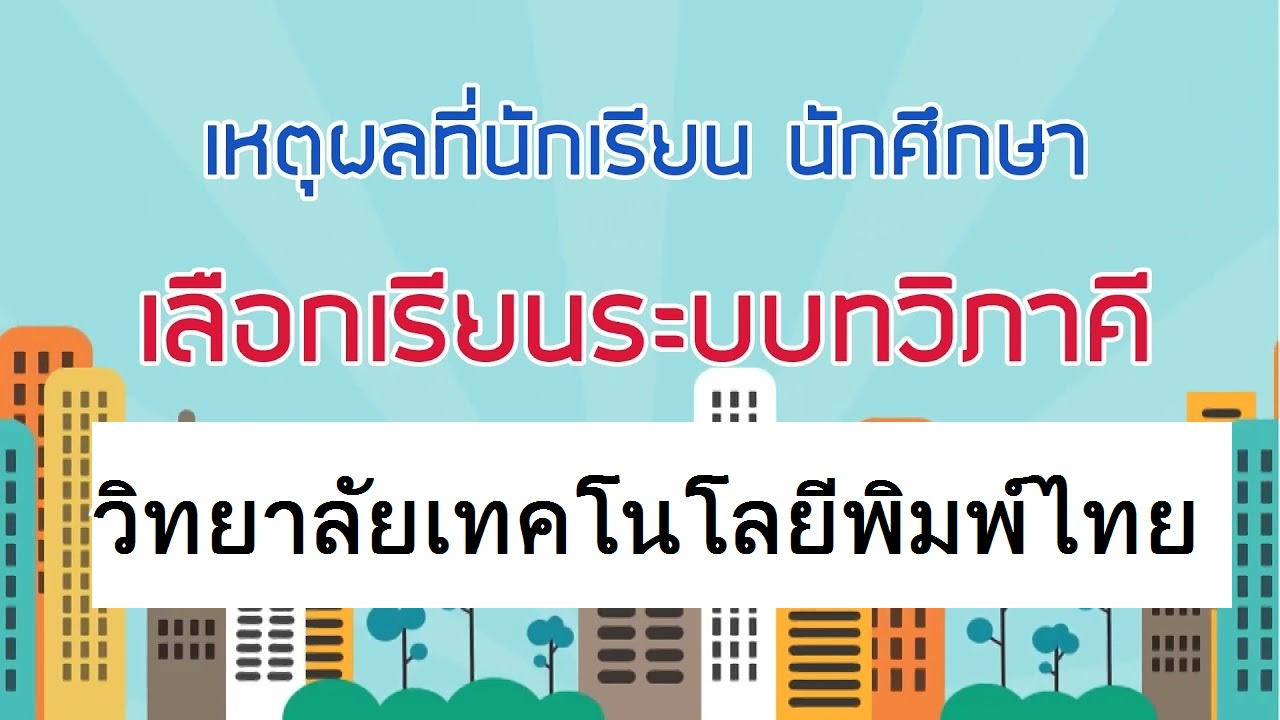 เหตุผลที่นักเรียน นักศึกษา
เลือกเรียนระบบทวิภาคี
วิทยาลัยเทคโนโลยีพิมพ์ไทย